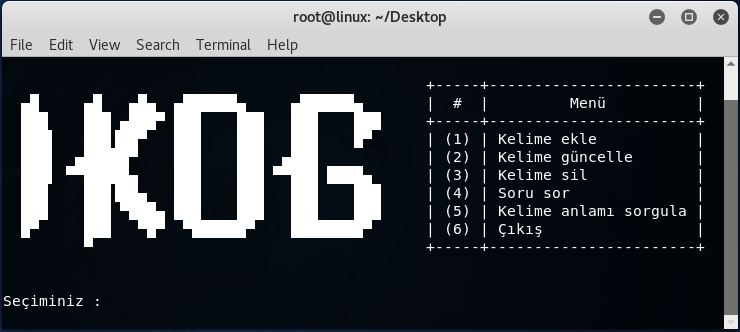 root@linux: ~/Desktop
File Edit View Search Terminal Help
IKOG
+-----+-----------------------+
| # | Menü |
+-----+-----------------------+
| (1) | Kelime ekle |
| (2) | Kelime güncelle |
| (3) | Kelime sil |
| (4) | Soru sor |
| (5) | Kelime anlamı sorgula |
| (6) | Çıkış |
+-----+-----------------------+
Seçiminiz :